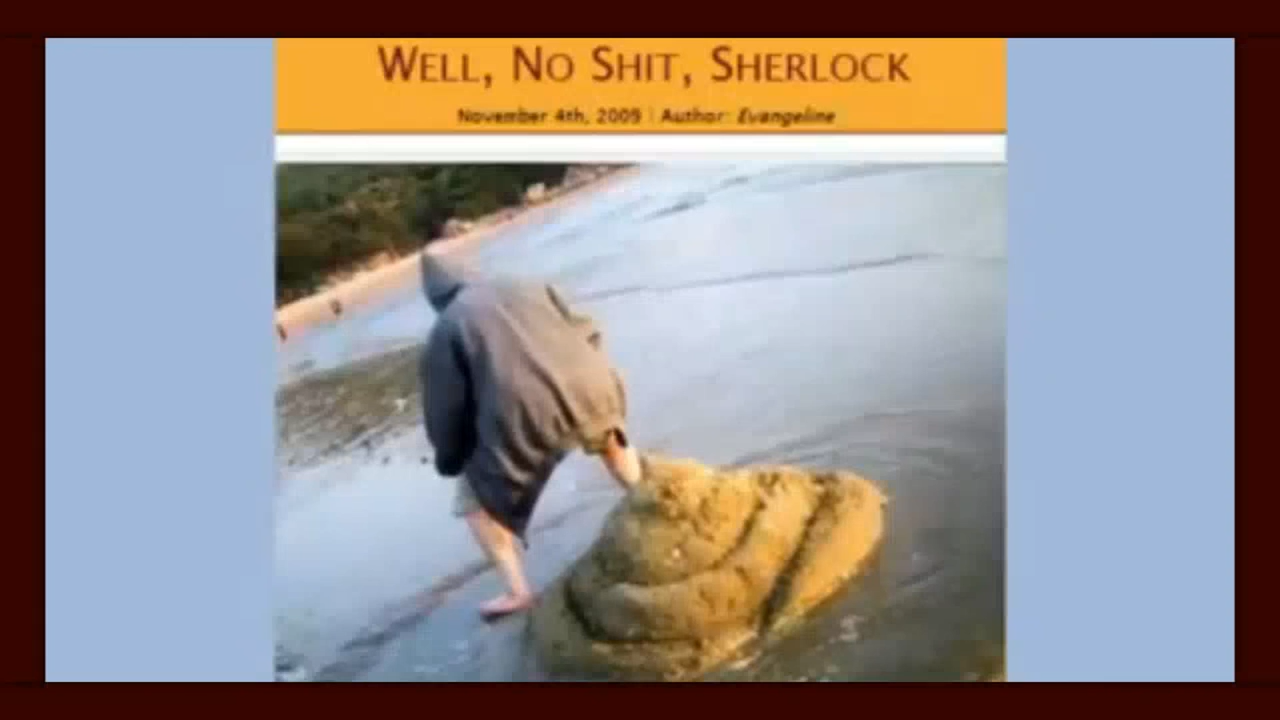 WELL, NO SHIT, SHERLOCK
November 4th, 2009 | Author: Evangeline